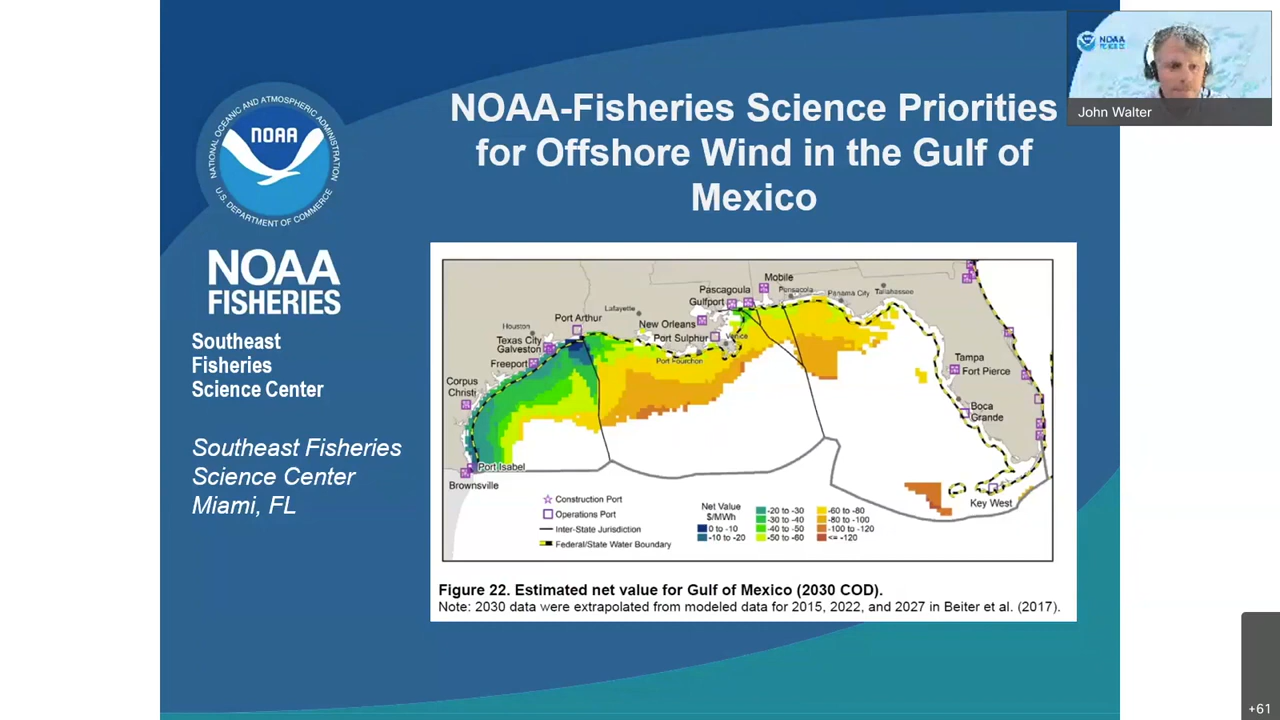 NOAA-Fisheries Science Priorities
for Offshore Wind in the Gulf of
Mexico
NOAA
FISHERIES
John Walter
NATIONAL OCEANIC AND ATMOSPHERIC ADMINISTRATION
NOAA
U.S. DEPARTMENT OF COMMERCE
NOAA
FISHERIES
Southeast
Fisheries
Science Center
Southeast Fisheries
Science Center
Miami, FL
Mobile
Pascagoula
Gulfport
Pensacola
Panama City
Tallahassee
Lafayette
Port Arthur
New Orleans
Houston
Texas City
Galveston
Port Sulphur
Venice
Freeport
Port Fourchon
Tampa
Fort Pierce
Corpus
Christi
Boca
Grande
Port Isabel
Brownsville
Key West
Construction Port
Operations Port
Inter-State Jurisdiction
Federal/State Water Boundary
Net Value
$/MWh
0 to -10
-10 to -20
-20 to -30
-30 to -40
-40 to -50
-50 to -60
-60 to -80
-80 to -100
-100 to -120
<= -120
Figure 22. Estimated net value for Gulf of Mexico (2030 COD).
Note: 2030 data were extrapolated from modeled data for 2015, 2022, and 2027 in Beiter et al. (2017).
+61